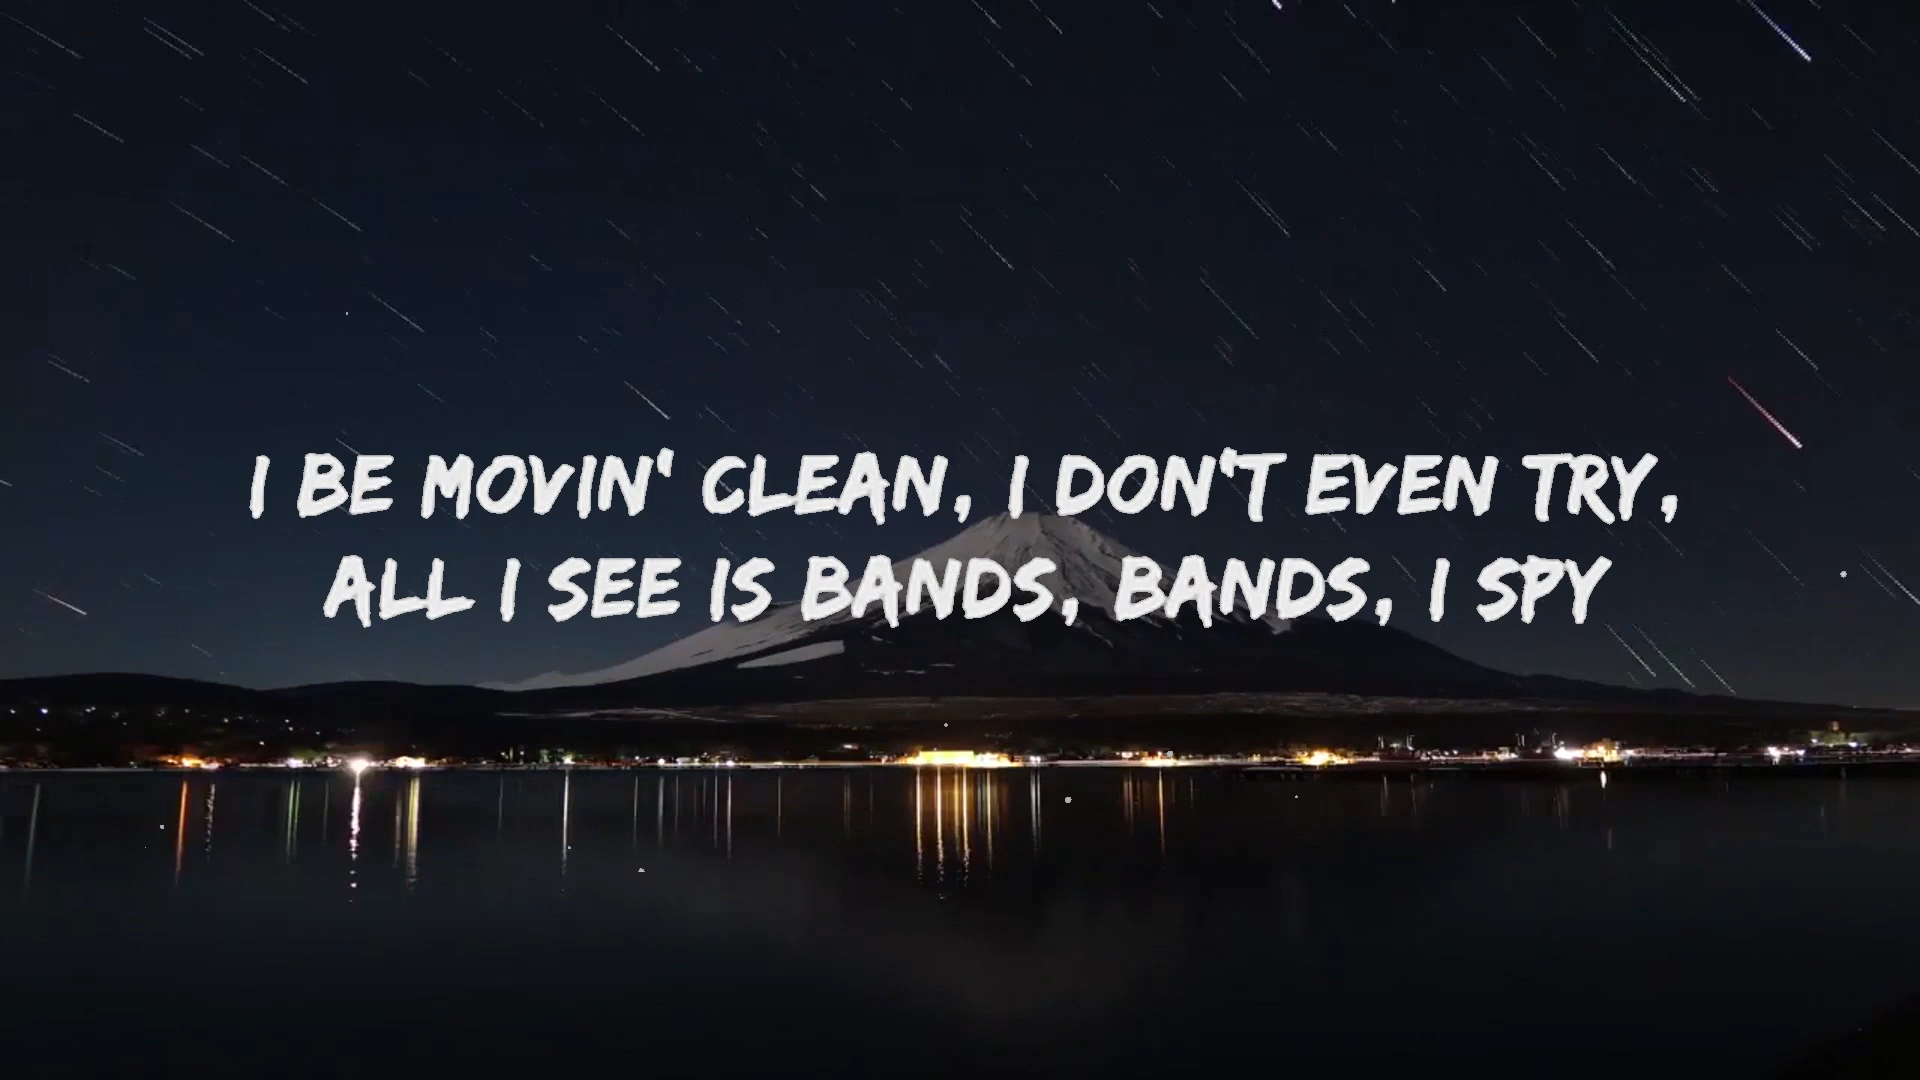 I BE MOVIN' CLEAN, I DON'T EVEN TRY,
ALL I SEE IS BANDS, BANDS, I SPY